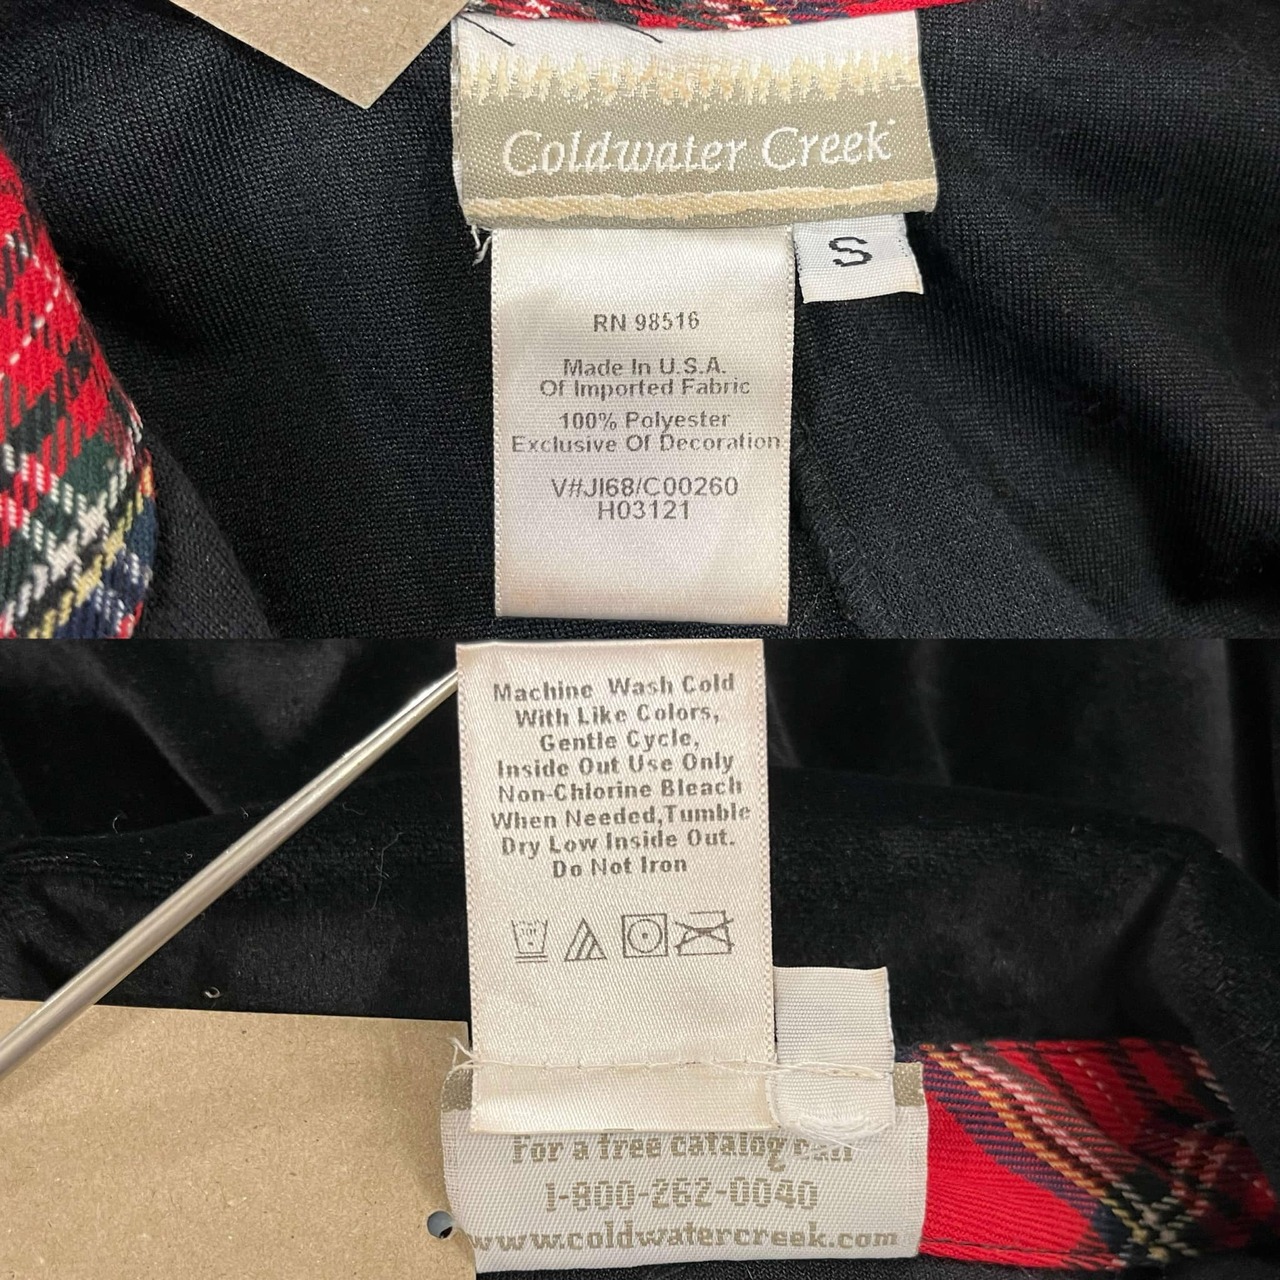 Coldwater Creek
S
RN 98516
Made In U.S.A.
Of Imported Fabric
100% Polyester
Exclusive Of Decoration
V#JI68/C00260
H03121
Machine Wash Cold
With Like Colors,
Gentle Cycle,
Inside Out Use Only
Non-Chlorine Bleach
When Needed,Tumble
Dry Low Inside Out.
Do Not Iron
For a free catalog call
1-800-262-0040
www.coldwatercreek.com